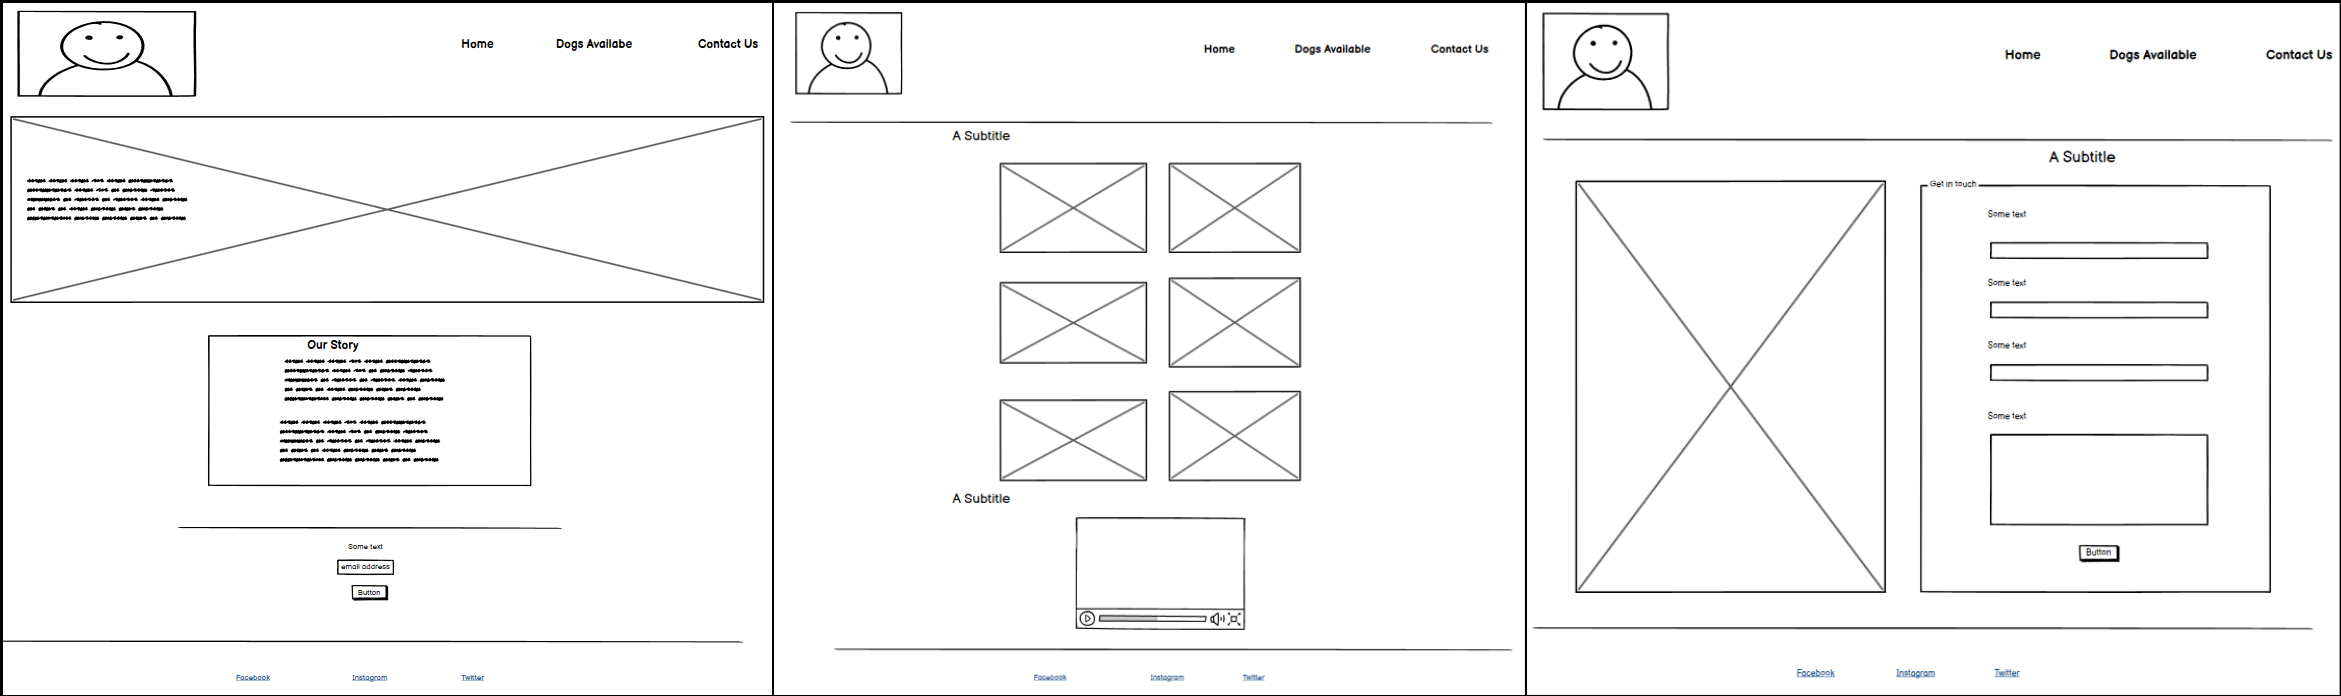 Home
Dogs Availabe
Contact Us
Our Story
Some text
email address
Button
Facebook
Instagram
Twitter
Home
Dogs Available
Contact Us
A Subtitle
A Subtitle
Facebook
Instagram
Twitter
Home
Dogs Available
Contact Us
A Subtitle
Get in touch
Some text
Some text
Some text
Some text
Button
Facebook
Instagram
Twitter